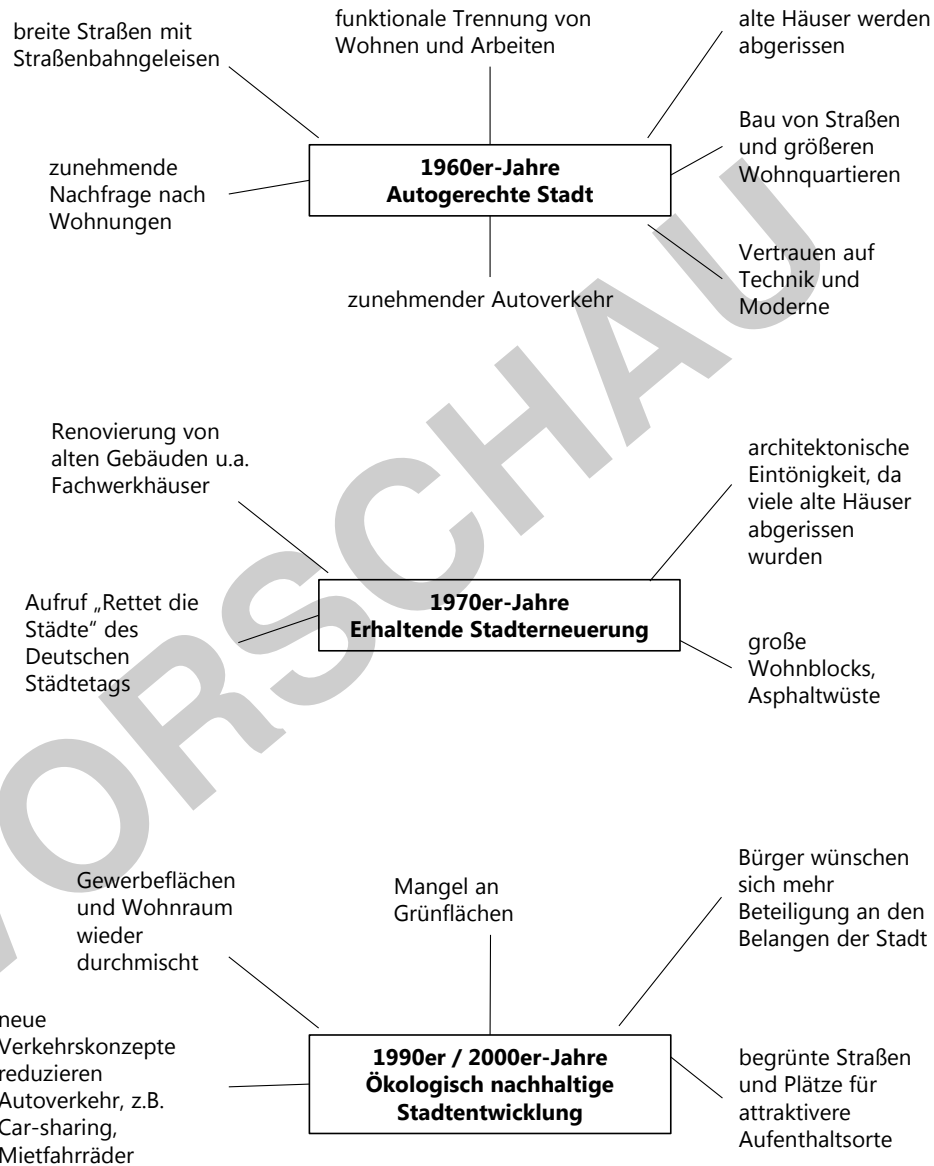 breite Straßen mit
Straßenbahngeleisen
funktionale Trennung von
Wohnen und Arbeiten
alte Häuser werden
abgerissen
zunehmende
Nachfrage nach
Wohnungen
1960er-Jahre
Autogerechte Stadt
Bau von Straßen
und größeren
Wohnquartieren
zunehmender Autoverkehr
Vertrauen auf
Technik und
Moderne
Renovierung von
alten Gebäuden u.a.
Fachwerkhäuser
architektonische
Eintönigkeit, da
viele alte Häuser
abgerissen
wurden
Aufruf „Rettet die
Städte“ des
Deutschen
Städtetags
1970er-Jahre
Erhaltende Stadterneuerung
große
Wohnblocks,
Asphaltwüste
Gewerbeflächen
und Wohnraum
wieder
durchmischt
Mangel an
Grünflächen
Bürger wünschen
sich mehr
Beteiligung an den
Belangen der Stadt
neue
Verkehrskonzepte
reduzieren
Autoverkehr, z.B.
Car-sharing,
Mietfahrräder
1990er / 2000er-Jahre
Ökologisch nachhaltige
Stadtentwicklung
begrünte Straßen
und Plätze für
attraktivere
Aufenthaltsorte
VORSCHAU